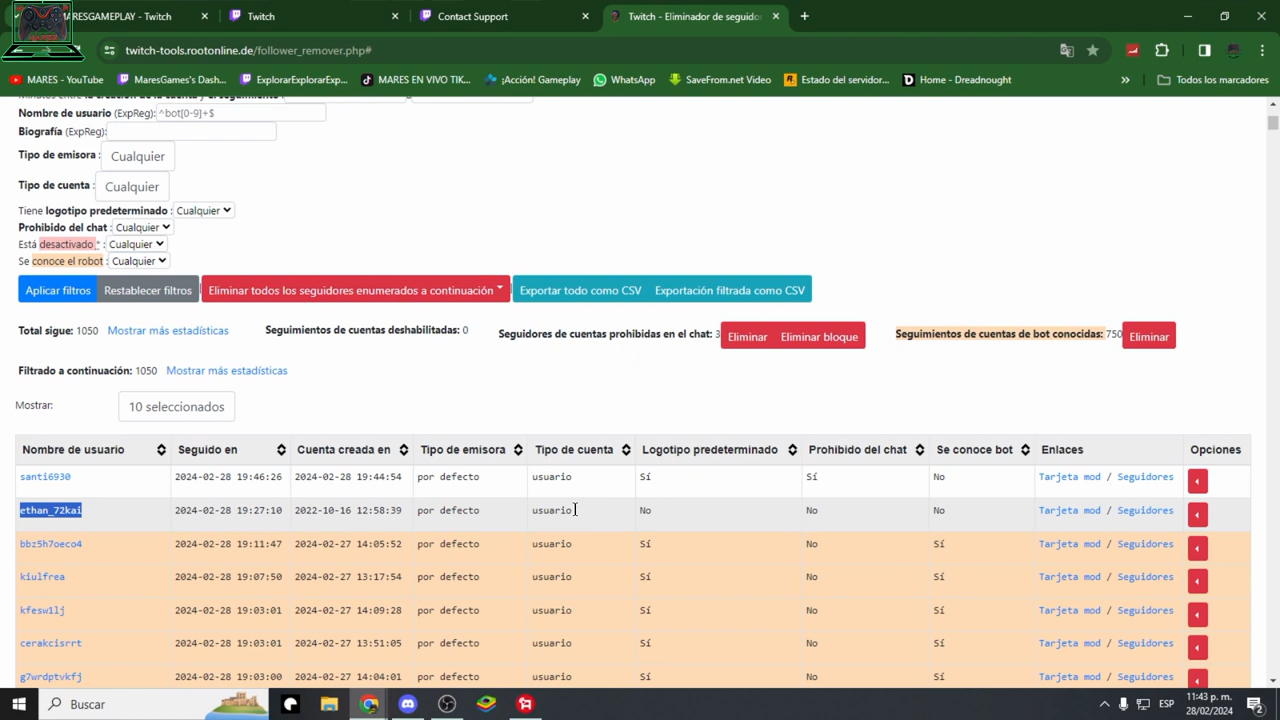 MARESGAMEPLAY - Twitch
Twitch
Contact Support
Twitch - Eliminador de seguido
twitch-tools.rootonline.de/follower_remover.php#
MARES - YouTube
MaresGames's Dash...
ExplorarExplorarExp...
MARES EN VIVO TIK...
¡Acción! Gameplay
WhatsApp
SaveFrom.net Video
Estado del servidor...
Home - Dreadnought
Todos los marcadores
Nombre de usuario (ExpReg): ^bot[0-9]+$
Biografía (ExpReg):
Tipo de emisora : Cualquier
Tipo de cuenta : Cualquier
Tiene logotipo predeterminado : Cualquier
Prohibido del chat : Cualquier
Está desactivado * : Cualquier
Se conoce el robot : Cualquier
Aplicar filtros Restablecer filtros Eliminar todos los seguidores enumerados a continuación Exportar todo como CSV Exportación filtrada como CSV
Total sigue: 1050 Mostrar más estadísticas Seguimientos de cuentas deshabilitadas: 0 Seguidores de cuentas prohibidas en el chat: 3 Eliminar Eliminar bloque Seguimientos de cuentas de bot conocidas: 750 Eliminar
Filtrado a continuación: 1050 Mostrar más estadísticas
Mostrar: 10 seleccionados
Nombre de usuario Seguido en Cuenta creada en Tipo de emisora Tipo de cuenta Logotipo predeterminado Prohibido del chat Se conoce bot Enlaces Opciones
santi6930 2024-02-28 19:46:26 2024-02-28 19:44:54 por defecto usuario Sí Sí No Tarjeta mod / Seguidores
ethan_72kai 2024-02-28 19:27:10 2022-10-16 12:58:39 por defecto usuario No No No Tarjeta mod / Seguidores
bbz5h7oeco4 2024-02-28 19:11:47 2024-02-27 14:05:52 por defecto usuario Sí No Sí Tarjeta mod / Seguidores
kiulfrea 2024-02-28 19:07:50 2024-02-27 13:17:54 por defecto usuario Sí No Sí Tarjeta mod / Seguidores
kfesw1lj 2024-02-28 19:03:01 2024-02-27 14:09:28 por defecto usuario Sí No Sí Tarjeta mod / Seguidores
cerakcisrrt 2024-02-28 19:03:01 2024-02-27 13:51:05 por defecto usuario Sí No Sí Tarjeta mod / Seguidores
g7wrdptvkfj 2024-02-28 19:03:00 2024-02-27 14:04:01 por defecto usuario Sí No Sí Tarjeta mod / Seguidores
Buscar
ESP
11:43 p. m.
28/02/2024
2